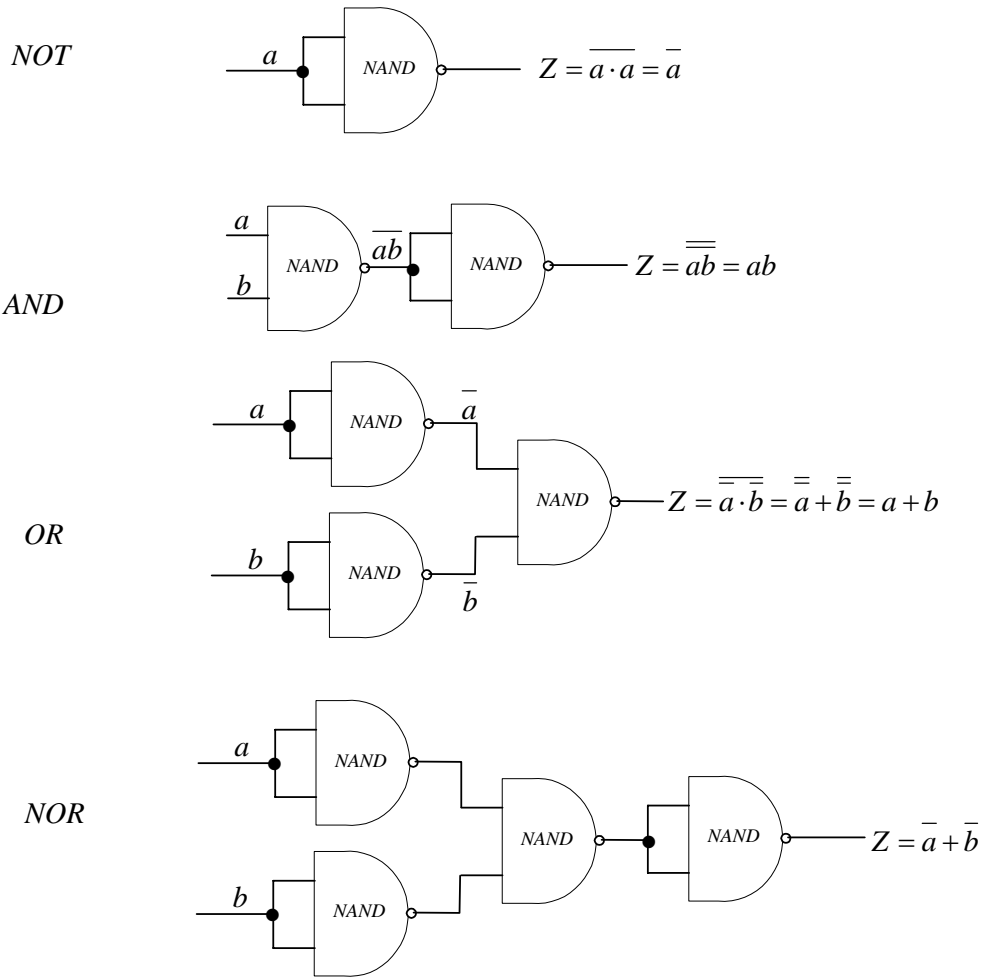 NOT
a
NAND
Z = \overline{a \cdot a} = \overline{a}
a
b
NAND
\overline{ab}
NAND
Z = \overline{\overline{ab}} = ab
AND
a
NAND
\overline{a}
NAND
Z = \overline{\overline{a} \cdot \overline{b}} = \overline{\overline{a}} + \overline{\overline{b}} = a + b
OR
b
NAND
\overline{b}
a
NAND
NOR
NAND
NAND
Z = \overline{a} + \overline{b}
b
NAND